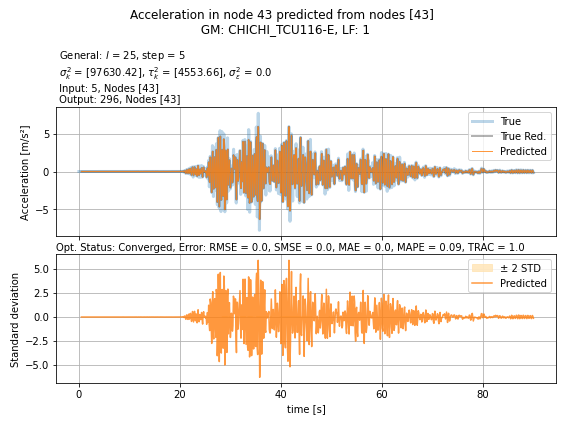 Acceleration in node 43 predicted from nodes [43]
GM: CHICHI_TCU116-E, LF: 1
General: l = 25, step = 5
σ²ₖ = [97630.42], τ²ₖ = [4553.66], σ²ᵣ = 0.0
Input: 5, Nodes [43]
Output: 296, Nodes [43]
Acceleration [m/s²]
5
0
−5
True
True Red.
Predicted
Opt. Status: Converged, Error: RMSE = 0.0, SMSE = 0.0, MAE = 0.0, MAPE = 0.09, TRAC = 1.0
Standard deviation
5.0
2.5
0.0
−2.5
−5.0
± 2 STD
Predicted
0 20 40 60 80
time [s]